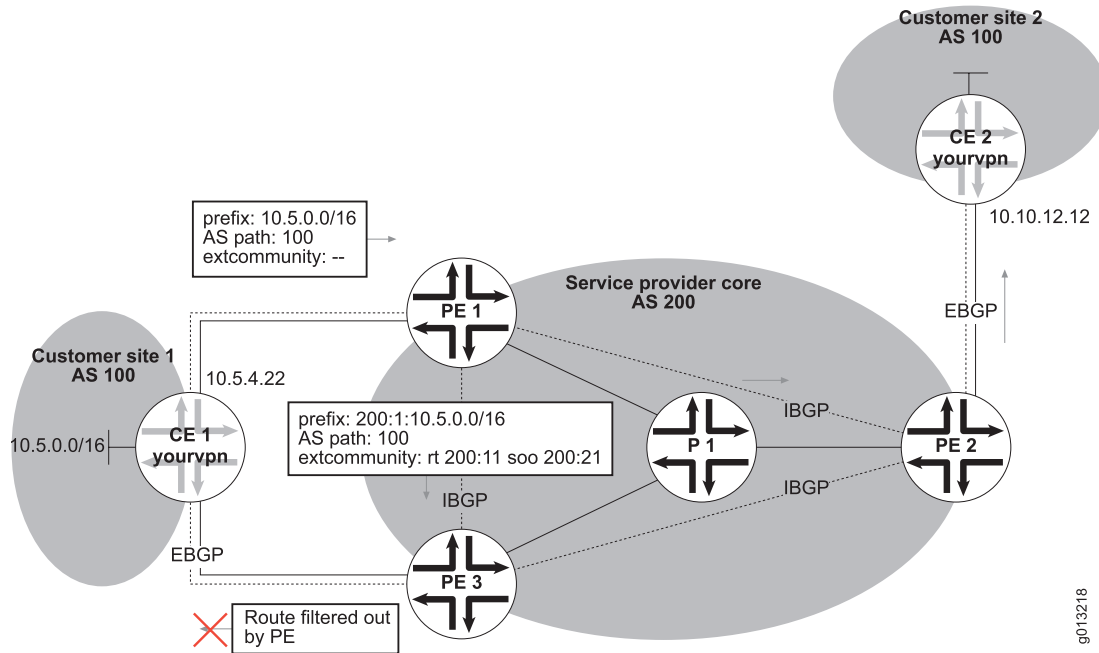 Customer site 2
AS 100
CE 2
yourvpn
10.10.12.12
prefix: 10.5.0.0/16
AS path: 100
extcommunity: --
Service provider core
AS 200
PE 1
EBGP
Customer site 1
AS 100
10.5.4.22
prefix: 200:1:10.5.0.0/16
AS path: 100
extcommunity: rt 200:11 soo 200:21
IBGP
10.5.0.0/16
CE 1
yourvpn
P 1
PE 2
IBGP
IBGP
EBGP
PE 3
Route filtered out
by PE
g013218